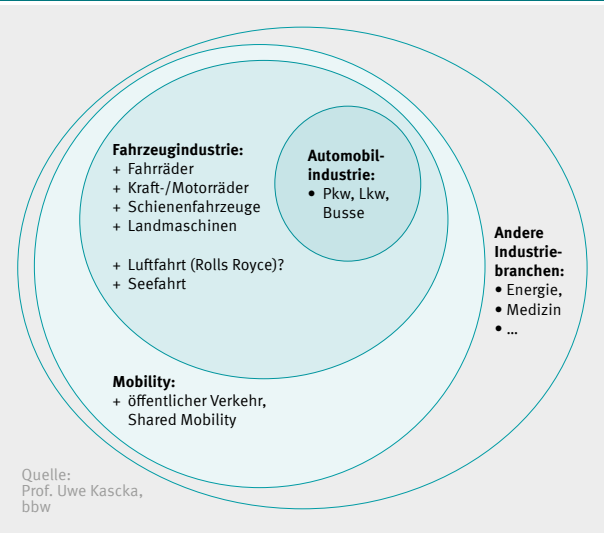 Fahrzeugindustrie:
+ Fahrräder
+ Kraft-/Motorräder
+ Schienenfahrzeuge
+ Landmaschinen
+ Luftfahrt (Rolls Royce)?
+ Seefahrt
Automobil-
industrie:
• Pkw, Lkw,
Busse
Andere
Industrie-
branchen:
• Energie,
• Medizin
• ...
Mobility:
+ öffentlicher Verkehr,
Shared Mobility
Quelle:
Prof. Uwe Kascka,
bbw